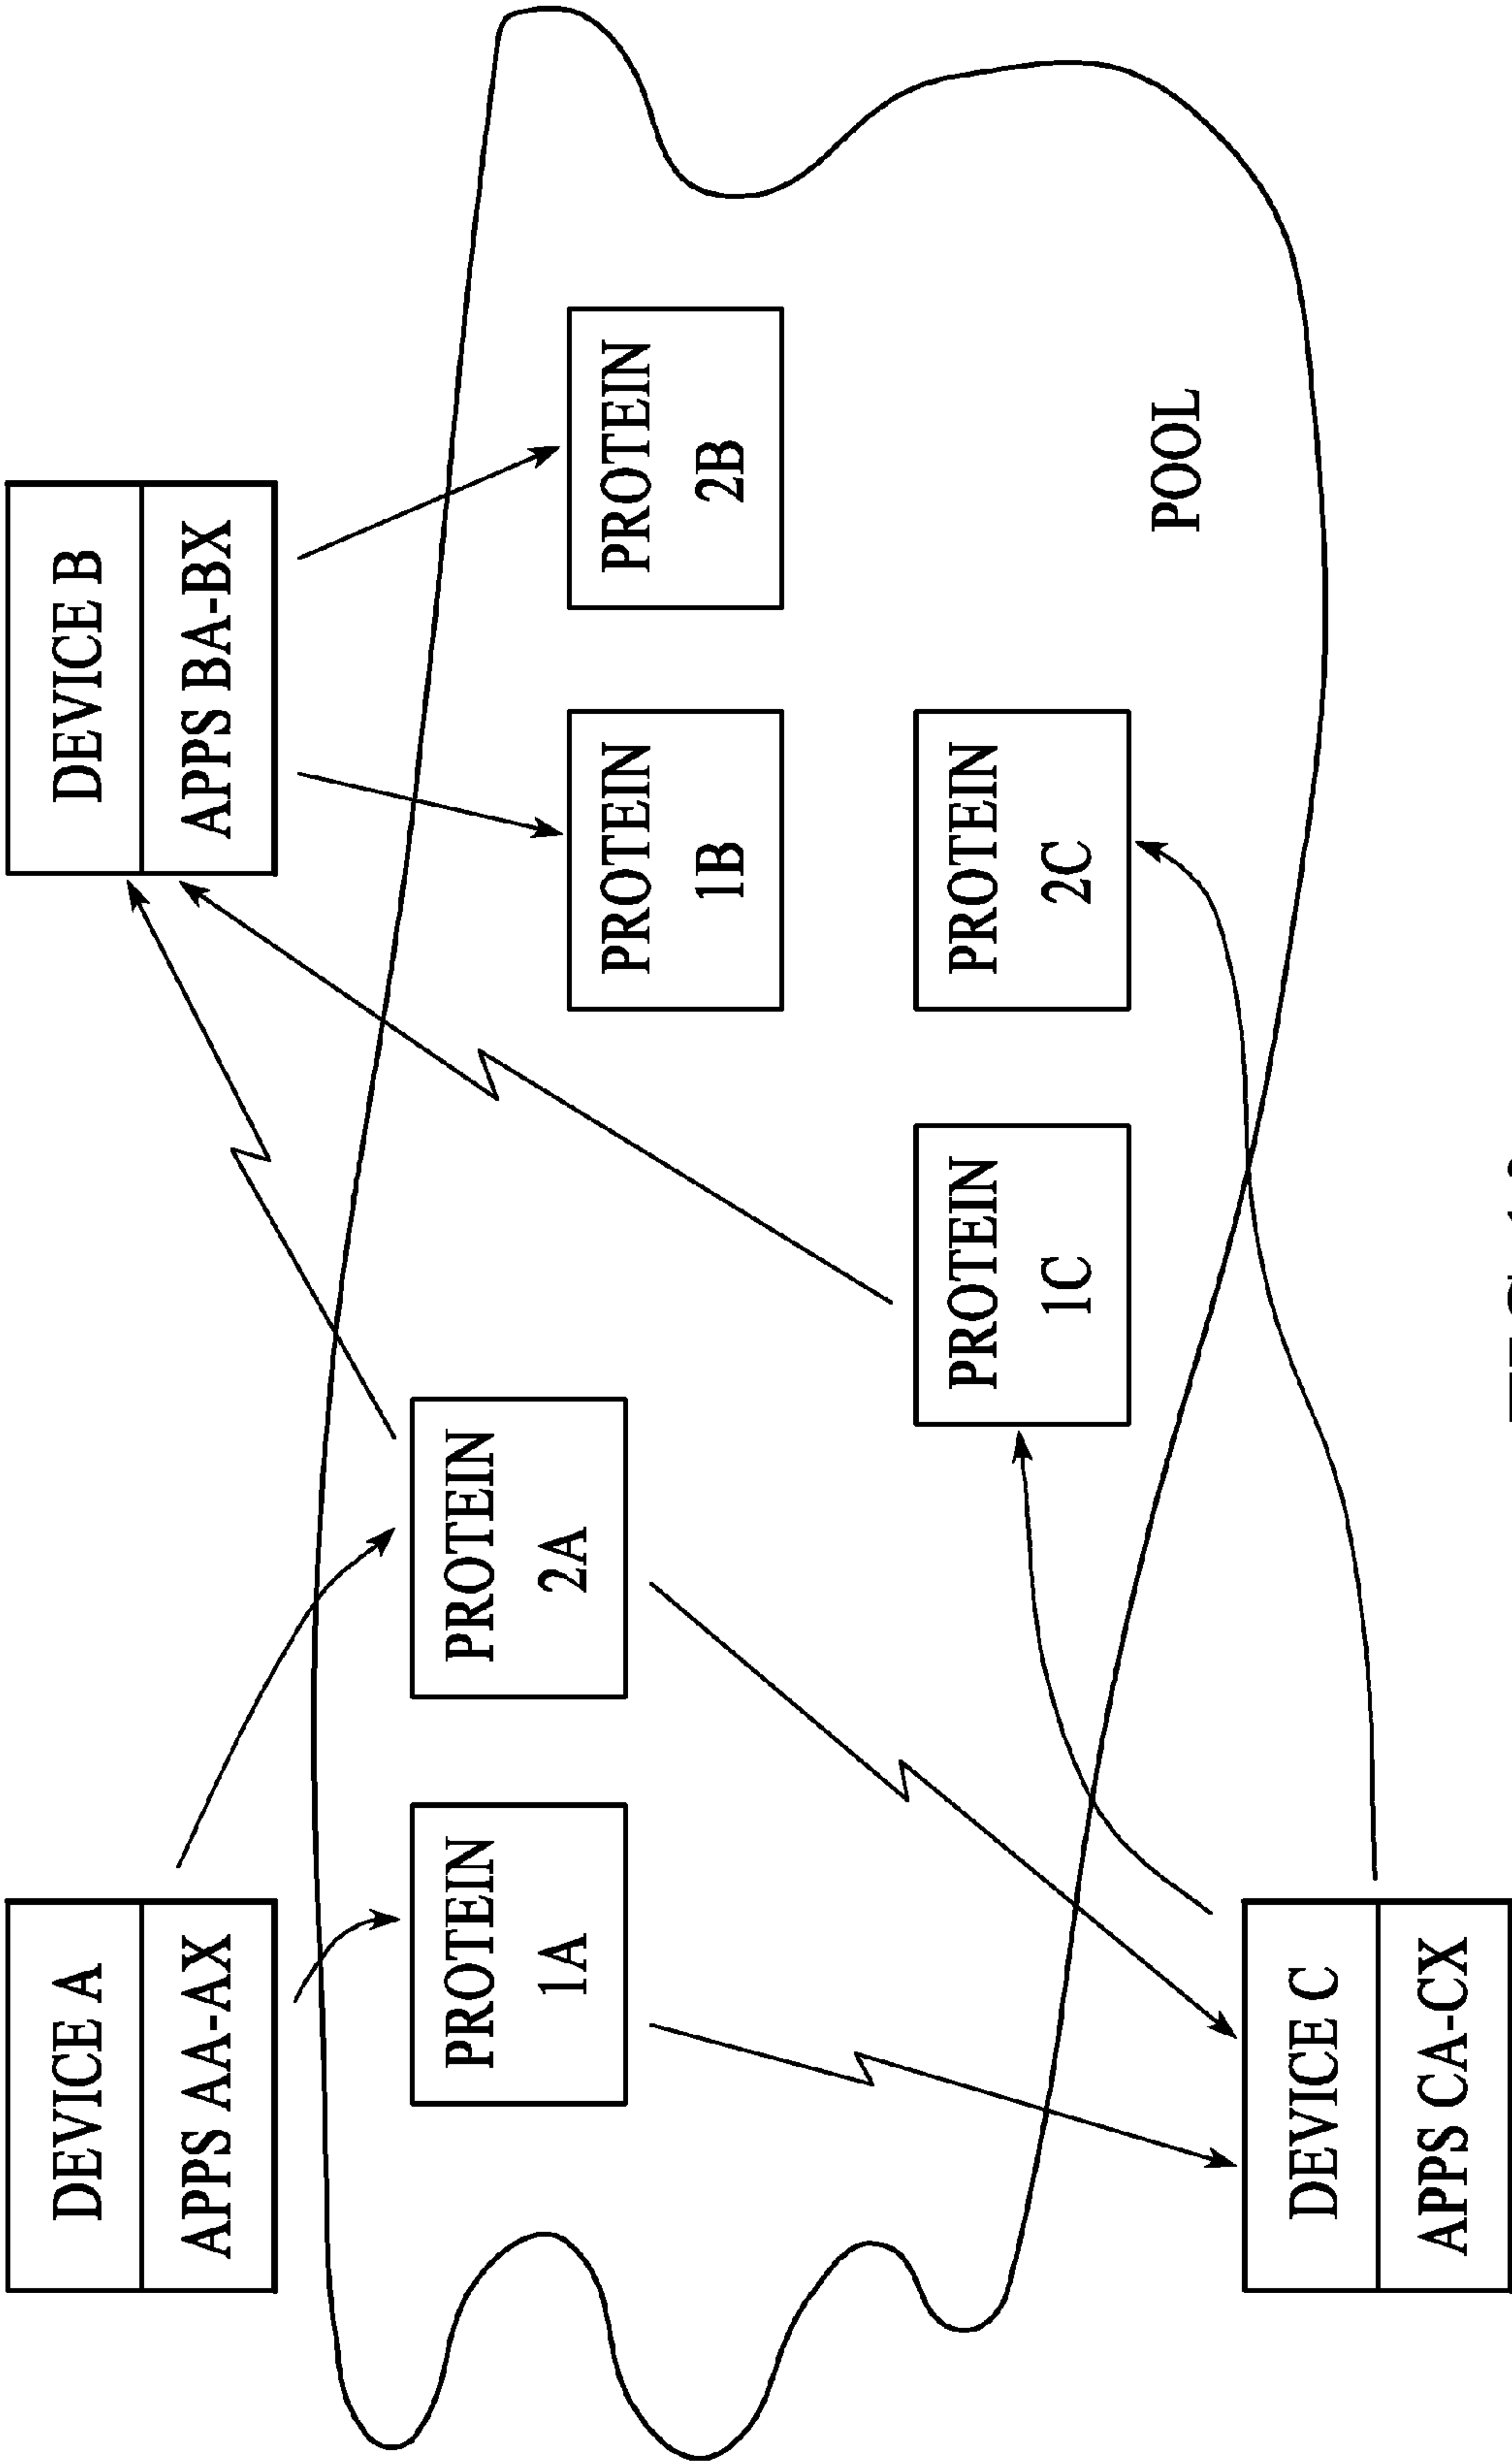 DEVICE A
APPS AA-AX
DEVICE B
APPS BA-BX
PROTEIN
1A
PROTEIN
2A
PROTEIN
1B
PROTEIN
2B
PROTEIN
1C
PROTEIN
2C
POOL
DEVICE C
APPS CA-CX